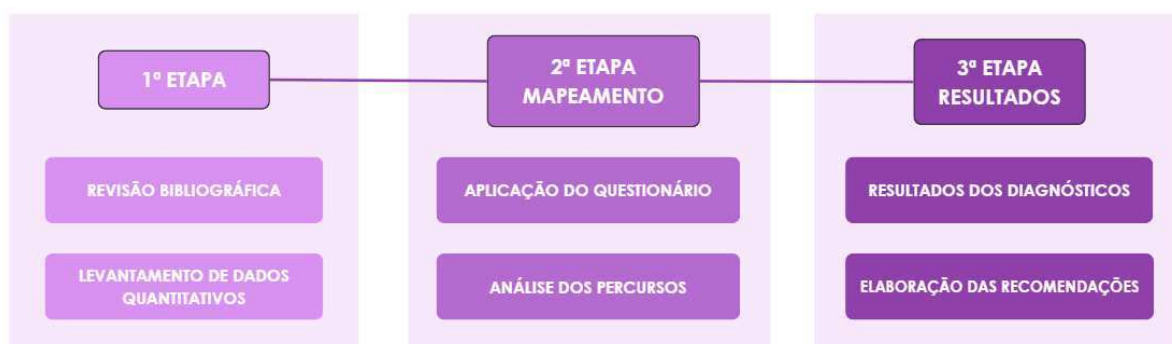 1ª ETAPA
REVISÃO BIBLIOGRÁFICA
LEVANTAMENTO DE DADOS
QUANTITATIVOS
2ª ETAPA
MAPEAMENTO
APLICAÇÃO DO QUESTIONÁRIO
ANÁLISE DOS PERCURSOS
3ª ETAPA
RESULTADOS
RESULTADOS DOS DIAGNÓSTICOS
ELABORAÇÃO DAS RECOMENDAÇÕES